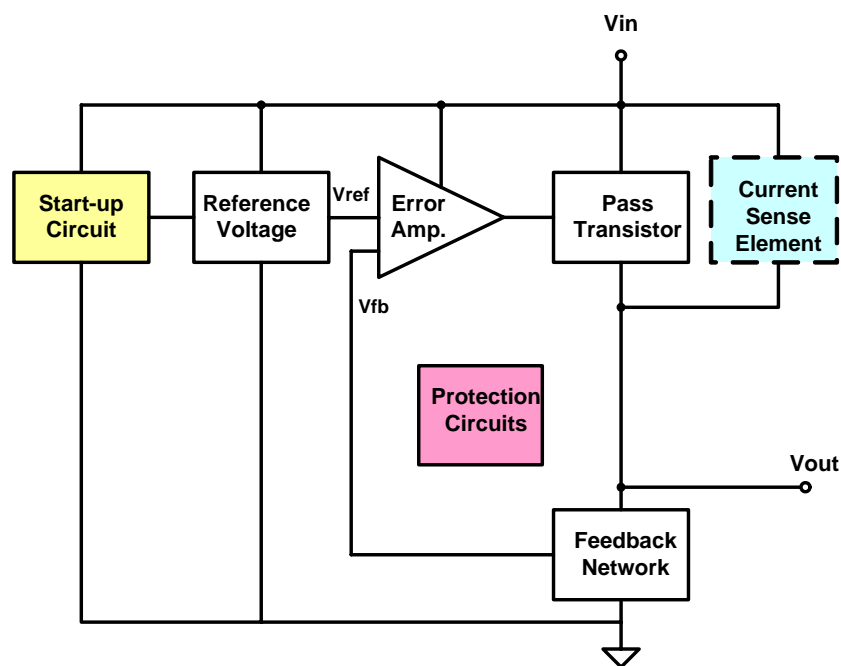 Vin
Start-up
Circuit
Reference
Voltage
Vref
Error
Amp.
Pass
Transistor
Current
Sense
Element
Vfb
Protection
Circuits
Vout
Feedback
Network